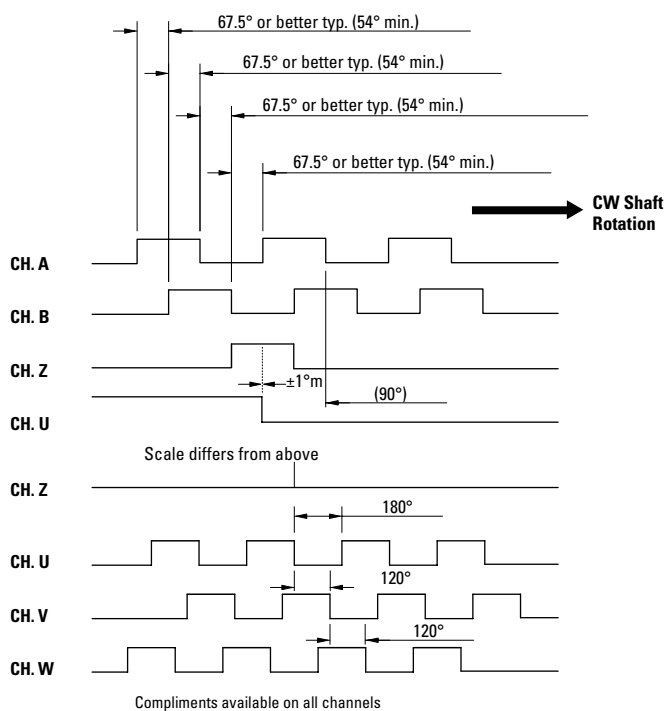 67.5° or better typ. (54° min.)
67.5° or better typ. (54° min.)
67.5° or better typ. (54° min.)
67.5° or better typ. (54° min.)
CW Shaft
Rotation
CH. A
CH. B
CH. Z
±1°m
(90°)
CH. U
Scale differs from above
CH. Z
180°
CH. U
120°
CH. V
120°
CH. W
Compliments available on all channels